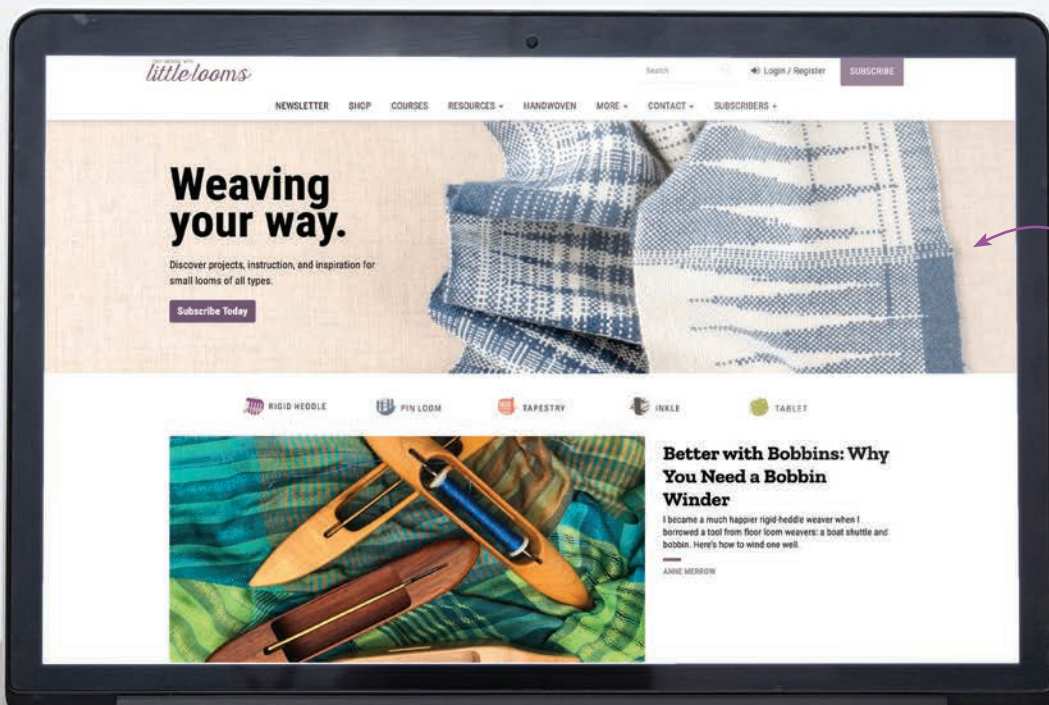 little looms
Search
Login / Register
SUBSCRIBE
NEWSLETTER SHOP COURSES RESOURCES HANDWOVEN MORE CONTACT SUBSCRIBERS
Weaving
your way.
Discover projects, instruction, and inspiration for
small looms of all types.
Subscribe Today
RIGID HEDDLE PIN LOOM TAPESTRY INKLE TABLET
Better with Bobbins: Why
You Need a Bobbin
Winder
I became a much happier rigid-heddle weaver when I
borrowed a tool from floor loom weavers: a boat shuttle and
bobbin. Here's how to wind one well.
ANNE MERROW